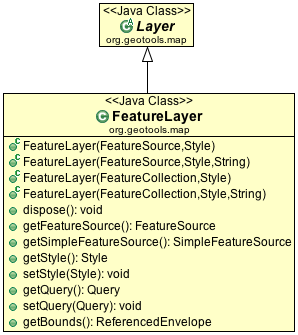 <<Java Class>>
Layer
org.geotools.map
<<Java Class>>
FeatureLayer
org.geotools.map
FeatureLayer(FeatureSource,Style)
FeatureLayer(FeatureSource,Style,String)
FeatureLayer(FeatureCollection,Style)
FeatureLayer(FeatureCollection,Style,String)
dispose(): void
getFeatureSource(): FeatureSource
getSimpleFeatureSource(): SimpleFeatureSource
getStyle(): Style
setStyle(Style): void
getQuery(): Query
setQuery(Query): void
getBounds(): ReferencedEnvelope